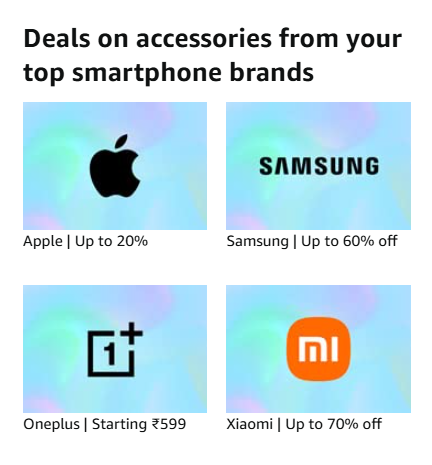 Deals on accessories from your
top smartphone brands
SAMSUNG
Apple | Up to 20%
Samsung | Up to 60% off
1+
mi
Oneplus | Starting ₹599
Xiaomi | Up to 70% off